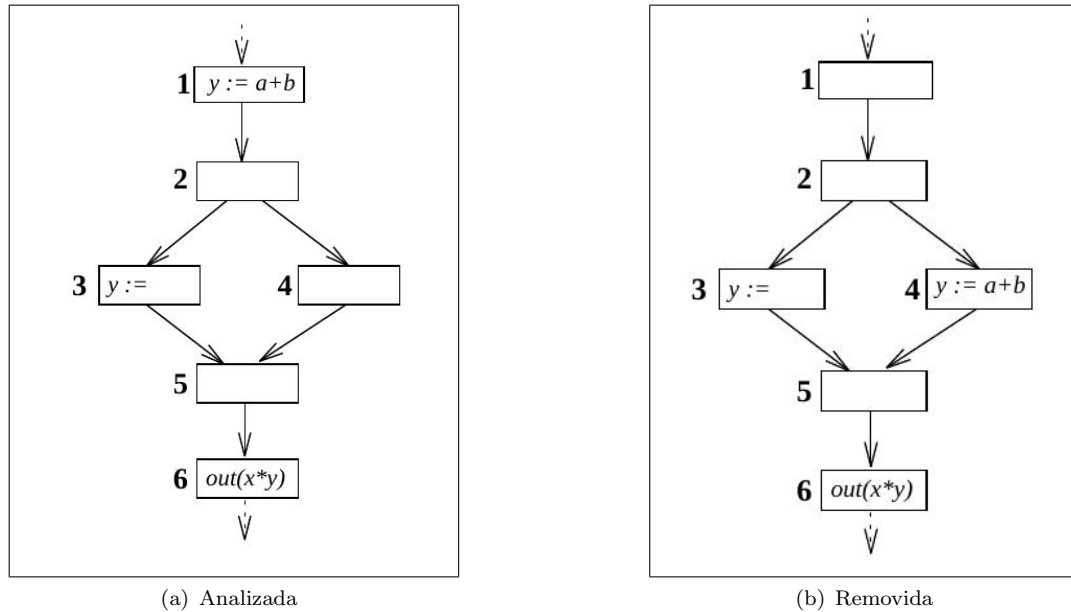 1 y := a+b
2
3 y :=
4
5
6 out(x*y)
(a) Analizada
1
2
3 y :=
4 y := a+b
5
6 out(x*y)
(b) Removida